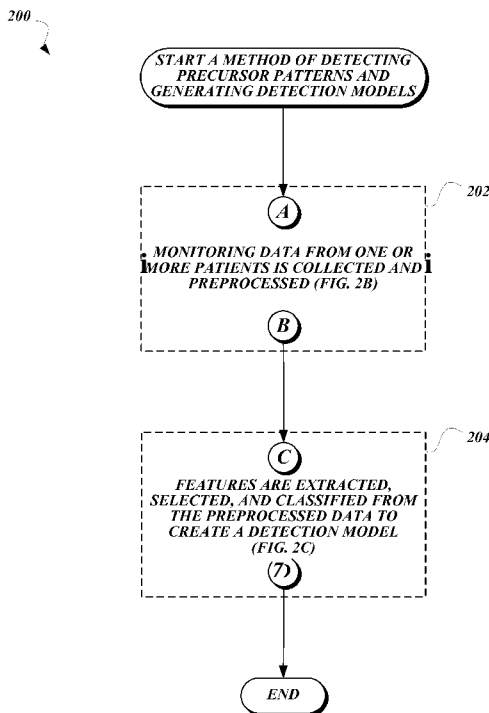 200
START A METHOD OF DETECTING
PRECURSOR PATTERNS AND
GENERATING DETECTION MODELS
202
A
MONITORING DATA FROM ONE OR
MORE PATIENTS IS COLLECTED AND
PREPROCESSED (FIG. 2B)
B
204
C
FEATURES ARE EXTRACTED,
SELECTED, AND CLASSIFIED FROM
THE PREPROCESSED DATA TO
CREATE A DETECTION MODEL
(FIG. 2C)
(7)
END